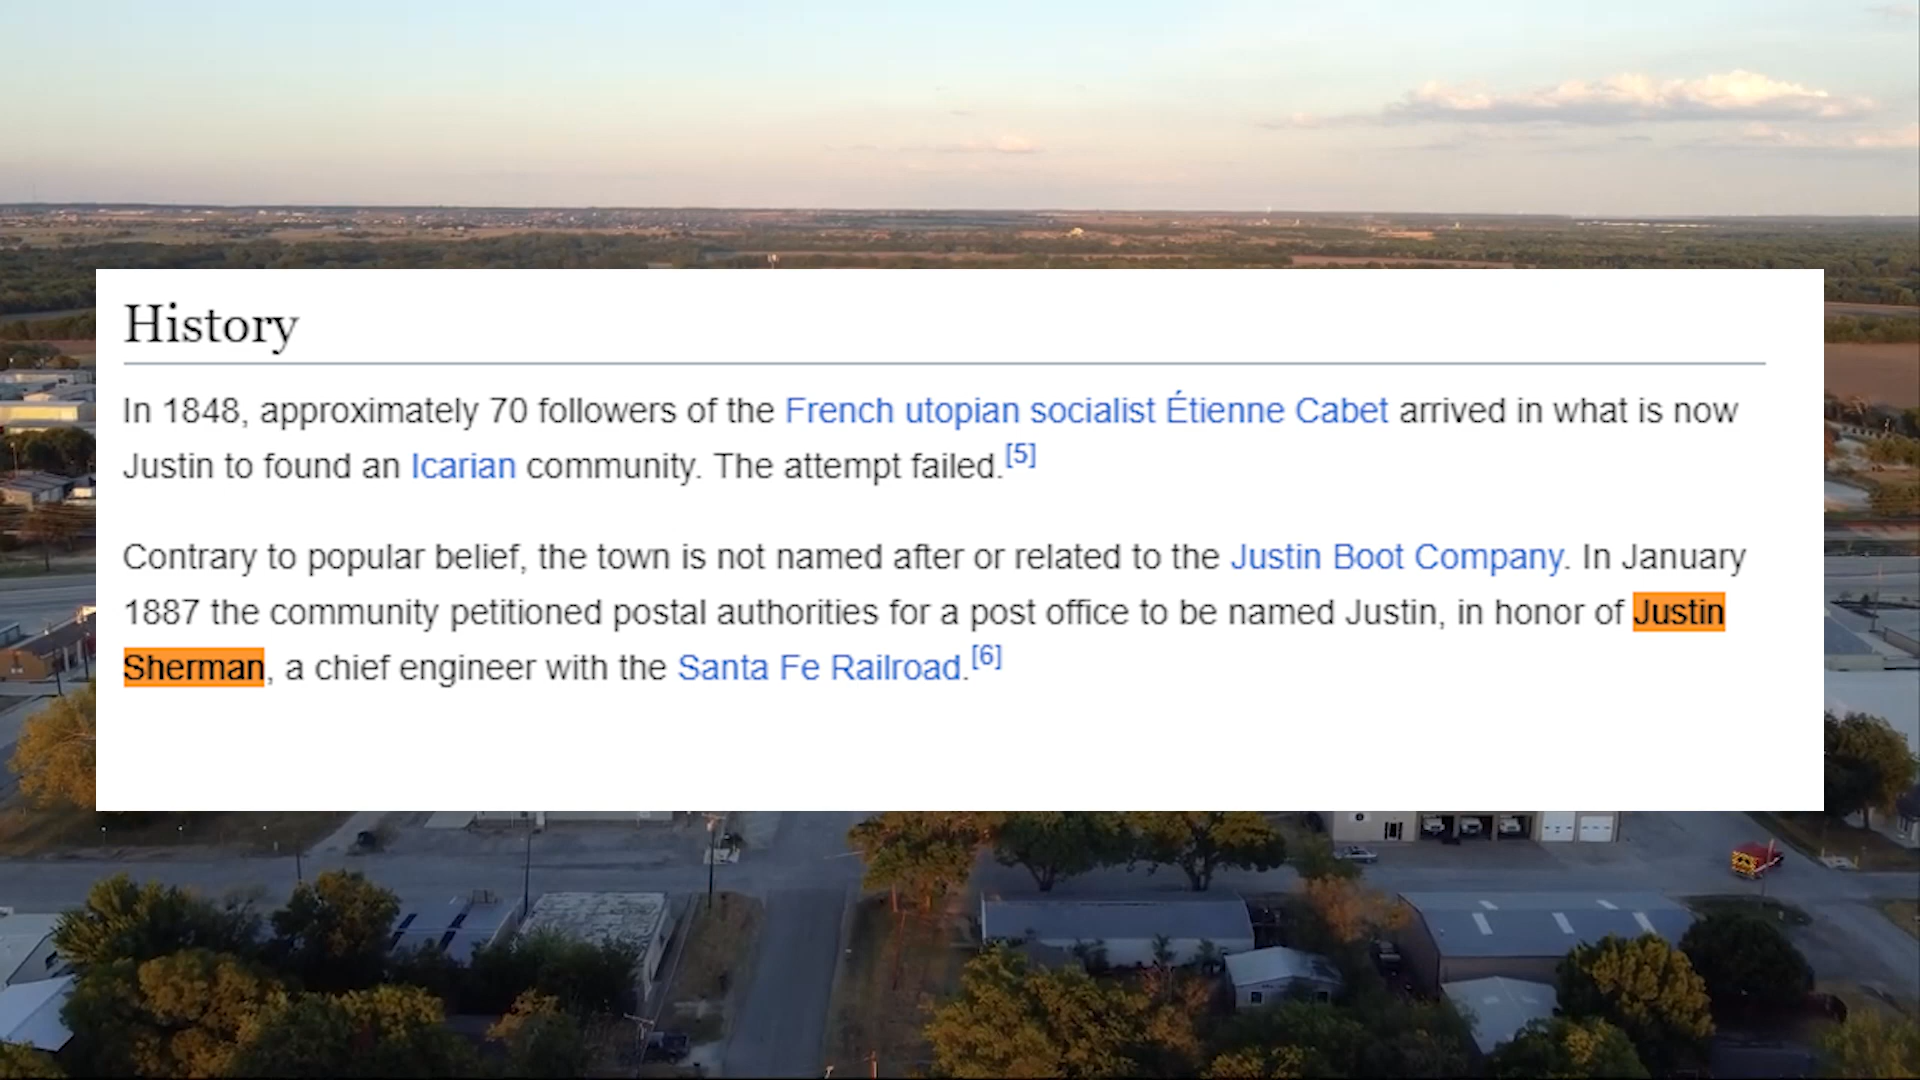 History
In 1848, approximately 70 followers of the French utopian socialist Étienne Cabet arrived in what is now
Justin to found an Icarian community. The attempt failed.[5]
Contrary to popular belief, the town is not named after or related to the Justin Boot Company. In January
1887 the community petitioned postal authorities for a post office to be named Justin, in honor of Justin
Sherman, a chief engineer with the Santa Fe Railroad.[6]